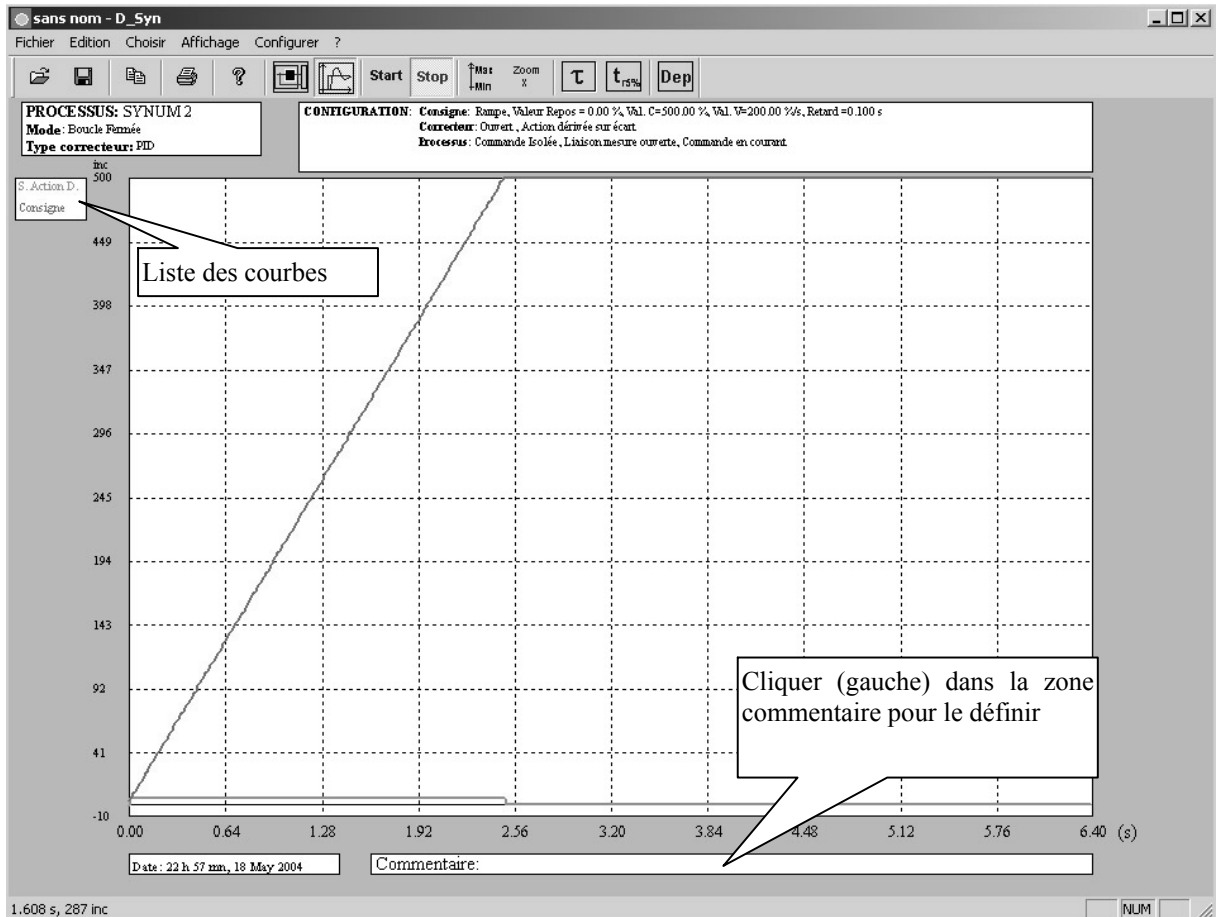 sans nom - D_Syn
Fichier Edition Choisir Affichage Configurer ?
Start Stop Max Min Zoom X τ tr5% Dep
PROCESSUS: SYNUM 2
Mode: Boucle Fermée
Type correcteur: PID
CONFIGURATION: Consigne: Rampe, Valeur Repos = 0.00 %, Val. C=500.00 %, Val. V=200.00 %/s, Retard =0.100 s
Correcteur: Ouvert, Action dérivée sur écart
Processus: Commande Isolée, Liaison mesure ouverte, Commande en courant
inc
S. Action D.
Consigne
Liste des courbes
500
449
398
347
296
245
194
143
92
41
-10
Cliquer (gauche) dans la zone
commentaire pour le définir
0.00 0.64 1.28 1.92 2.56 3.20 3.84 4.48 5.12 5.76 6.40 (s)
Date: 22 h 57 mn, 18 May 2004
Commentaire:
1.608 s, 287 inc
NUM